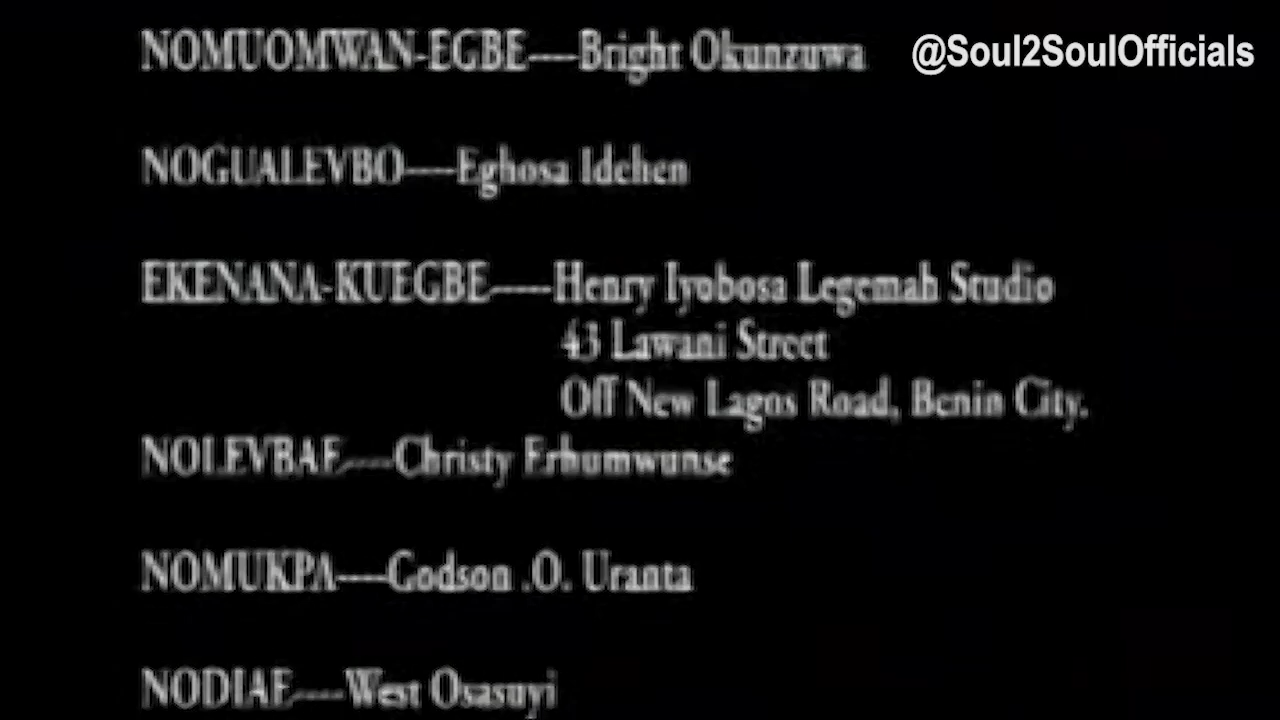 NOMUOMWAN-EGBE----Bright Okunzuwa
@Soul2SoulOfficials
NOGUALEVBO----Eghosa Idehen
EKENANA-KUEGBE-----Henry Iyobosa Legemah Studio
43 Lawani Street
Off New Lagos Road, Benin City.
NOLEVBAE----Christy Erhumwunse
NOMUKPA----Godson .O. Uranta
NODIAE----West Osasuyi